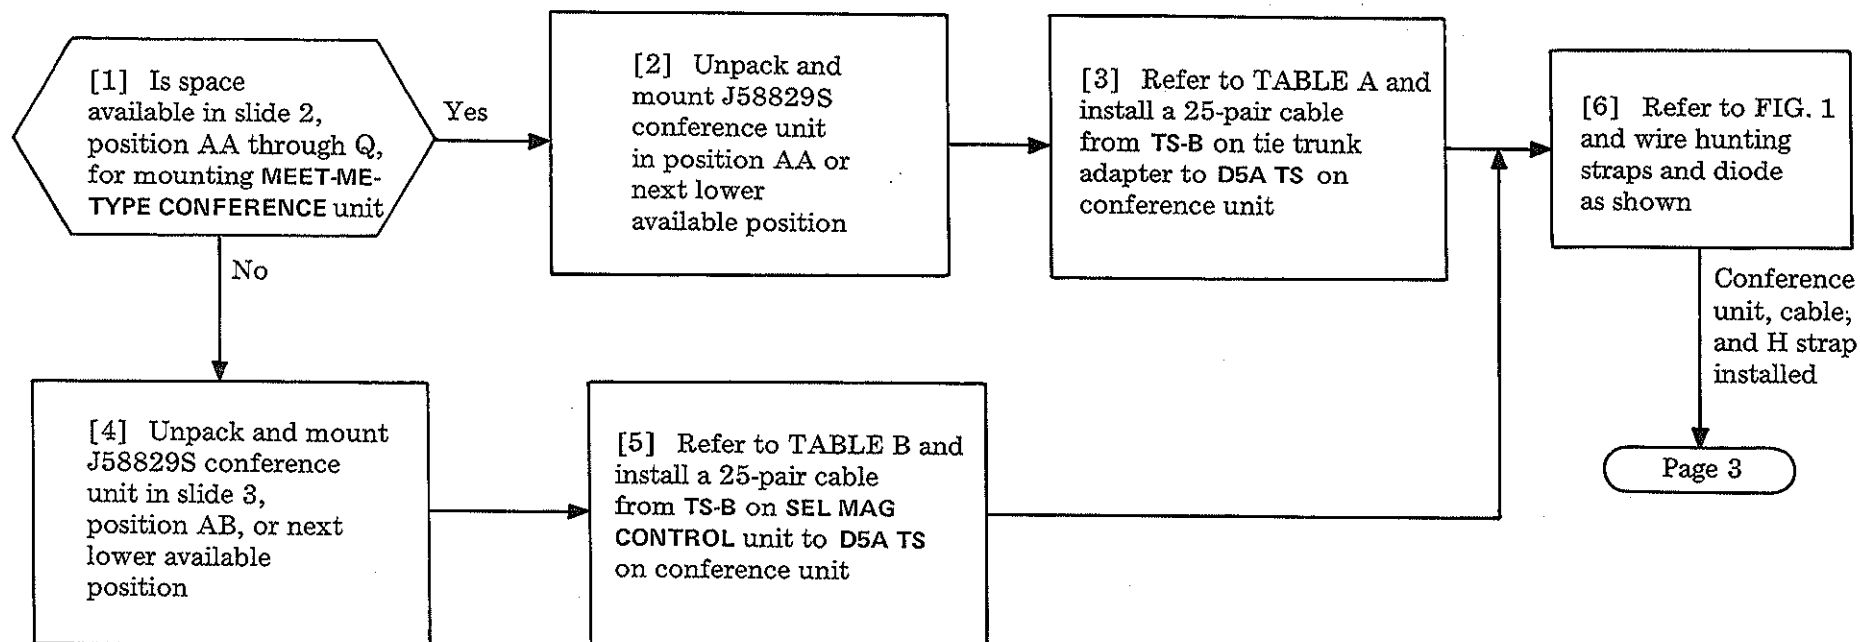 [1] Is space
available in slide 2,
position AA through Q,
for mounting MEET-ME-
TYPE CONFERENCE unit
Yes
No
[2] Unpack and
mount J58829S
conference unit
in position AA or
next lower
available position
[3] Refer to TABLE A and
install a 25-pair cable
from TS-B on tie trunk
adapter to D5A TS on
conference unit
[4] Unpack and mount
J58829S conference
unit in slide 3,
position AB, or next
lower available
position
[5] Refer to TABLE B and
install a 25-pair cable
from TS-B on SEL MAG
CONTROL unit to D5A TS
on conference unit
[6] Refer to FIG. 1
and wire hunting
straps and diode
as shown
Conference
unit, cable,
and H strap
installed
Page 3